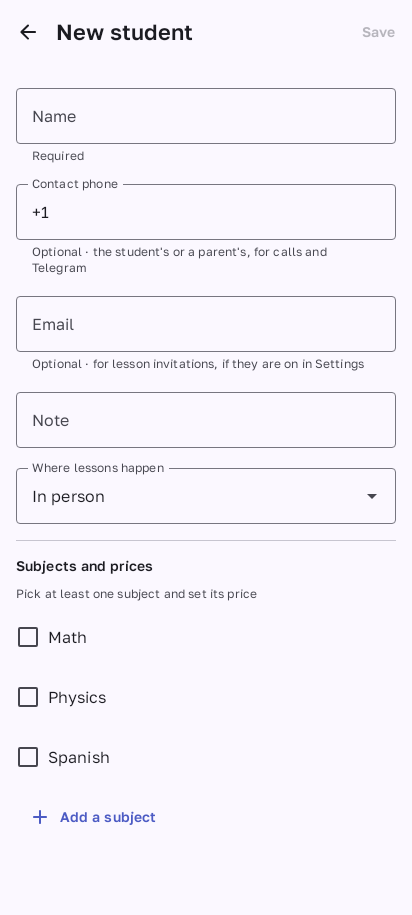 New student
Save
Name
Required
Contact phone
+1
Optional · the student's or a parent's, for calls and
Telegram
Email
Optional · for lesson invitations, if they are on in Settings
Note
Where lessons happen
In person
Subjects and prices
Pick at least one subject and set its price
Math
Physics
Spanish
Add a subject